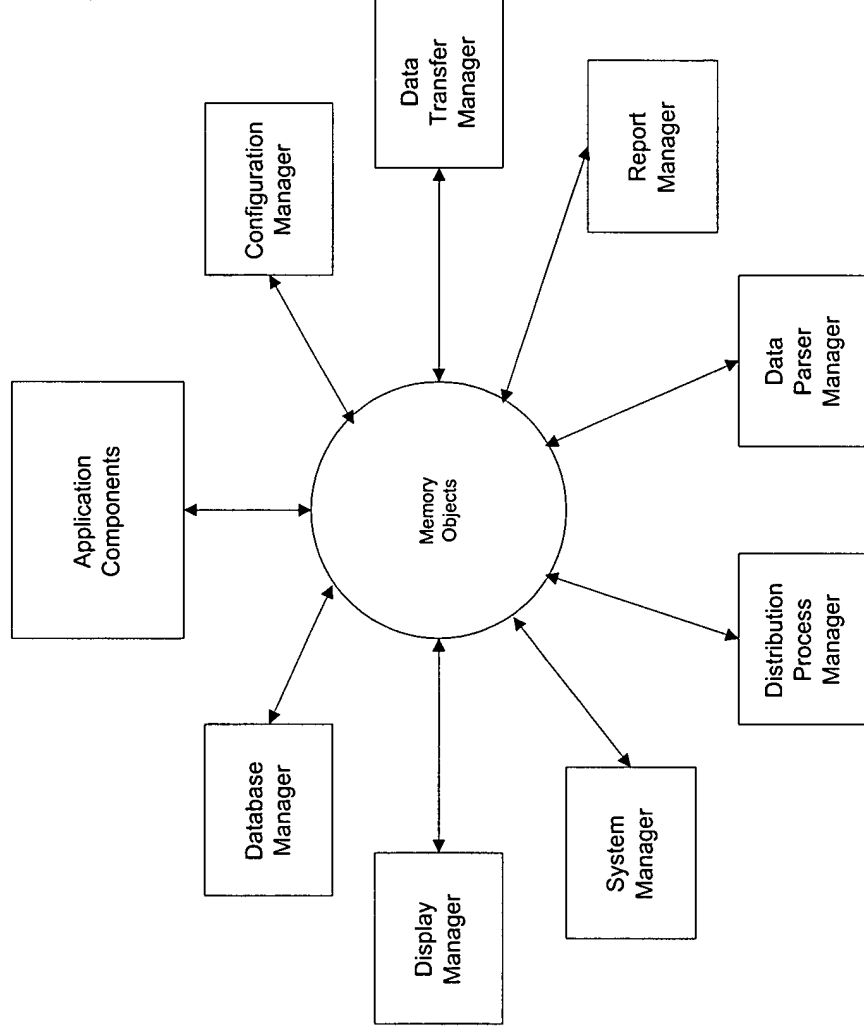 Application
Components
Configuration
Manager
Data
Transfer
Manager
Report
Manager
Data
Parser
Manager
Distribution
Process
Manager
System
Manager
Display
Manager
Database
Manager
Memory
Objects